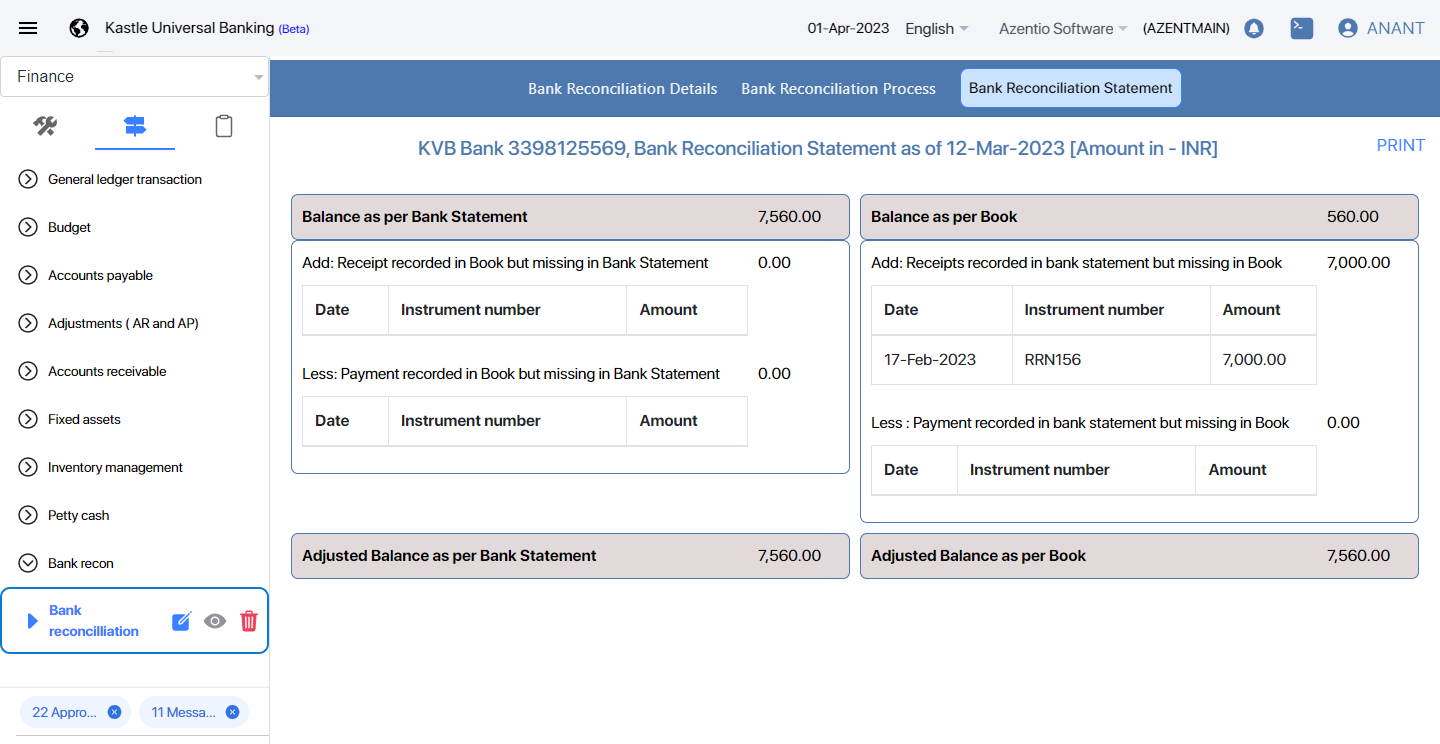 Kastle Universal Banking (Beta)
01-Apr-2023 English Azentio Software (AZENTMAIN) ANANT
Finance
General ledger transaction
Budget
Accounts payable
Adjustments ( AR and AP)
Accounts receivable
Fixed assets
Inventory management
Petty cash
Bank recon
Bank
reconcilliation
22 Appro... 11 Messa...
Bank Reconciliation Details Bank Reconciliation Process Bank Reconciliation Statement
KVB Bank 3398125569, Bank Reconciliation Statement as of 12-Mar-2023 [Amount in - INR]
PRINT
Balance as per Bank Statement 7,560.00
Add: Receipt recorded in Book but missing in Bank Statement 0.00
Date Instrument number Amount
Less: Payment recorded in Book but missing in Bank Statement 0.00
Date Instrument number Amount
Adjusted Balance as per Bank Statement 7,560.00
Balance as per Book 560.00
Add: Receipts recorded in bank statement but missing in Book 7,000.00
Date Instrument number Amount
17-Feb-2023 RRN156 7,000.00
Less : Payment recorded in bank statement but missing in Book 0.00
Date Instrument number Amount
Adjusted Balance as per Book 7,560.00